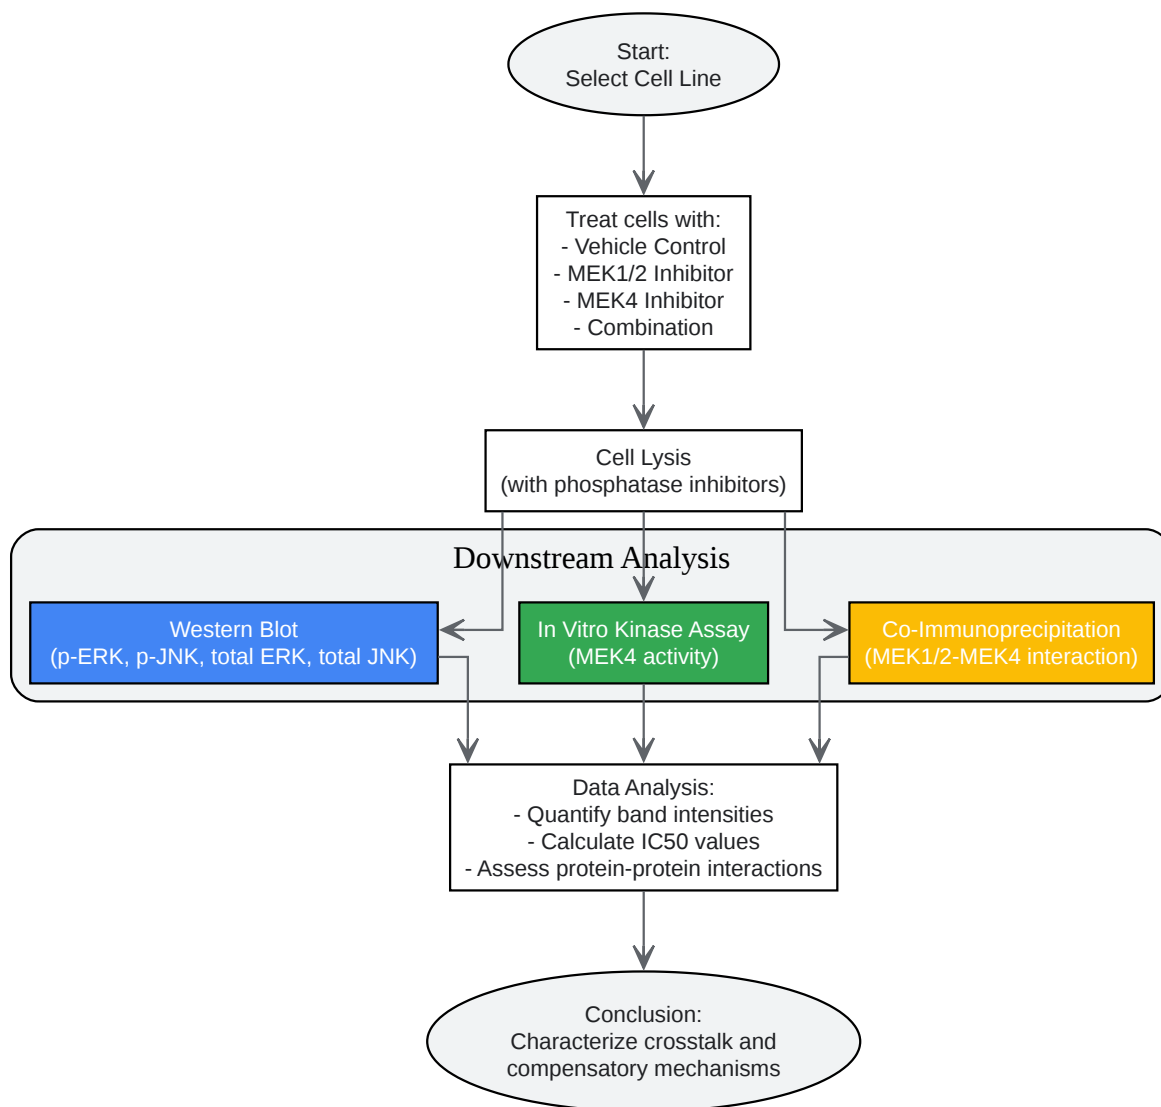 Start:
Select Cell Line
Treat cells with:
- Vehicle Control
- MEK1/2 Inhibitor
- MEK4 Inhibitor
- Combination
Cell Lysis
(with phosphatase inhibitors)
Downstream Analysis
Western Blot
(p-ERK, p-JNK, total ERK, total JNK)
In Vitro Kinase Assay
(MEK4 activity)
Co-Immunoprecipitation
(MEK1/2-MEK4 interaction)
Data Analysis:
- Quantify band intensities
- Calculate IC50 values
- Assess protein-protein interactions
Conclusion:
Characterize crosstalk and
compensatory mechanisms